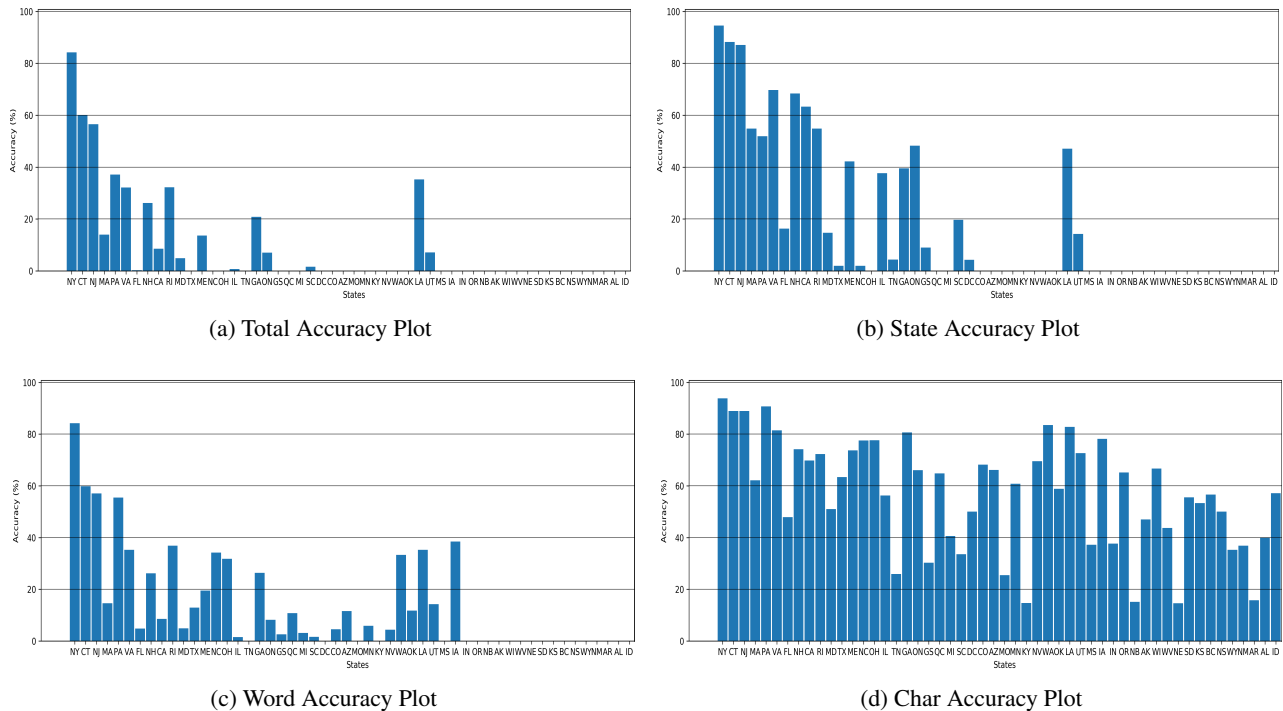 100
80
60
40
20
0
Accuracy (%)
NY CT NJ MA PA VA FL NH CA RI MD TX ME NC OH IL TN GA ON GS QC MI SC DC CO AZ MO MN KY NV WA OK LA UT MS IA IN OR NB AK WI WV NE SD KS BC NS WY NM AR AL ID
States
(a) Total Accuracy Plot
100
80
60
40
20
0
Accuracy (%)
NY CT NJ MA PA VA FL NH CA RI MD TX ME NC OH IL TN GA ON GS QC MI SC DC CO AZ MO MN KY NV WA OK LA UT MS IA IN OR NB AK WI WV NE SD KS BC NS WY NM AR AL ID
States
(b) State Accuracy Plot
100
80
60
40
20
0
Accuracy (%)
NY CT NJ MA PA VA FL NH CA RI MD TX ME NC OH IL TN GA ON GS QC MI SC DC CO AZ MO MN KY NV WA OK LA UT MS IA IN OR NB AK WI WV NE SD KS BC NS WY NM AR AL ID
States
(c) Word Accuracy Plot
100
80
60
40
20
0
Accuracy (%)
NY CT NJ MA PA VA FL NH CA RI MD TX ME NC OH IL TN GA ON GS QC MI SC DC CO AZ MO MN KY NV WA OK LA UT MS IA IN OR NB AK WI WV NE SD KS BC NS WY NM AR AL ID
States
(d) Char Accuracy Plot